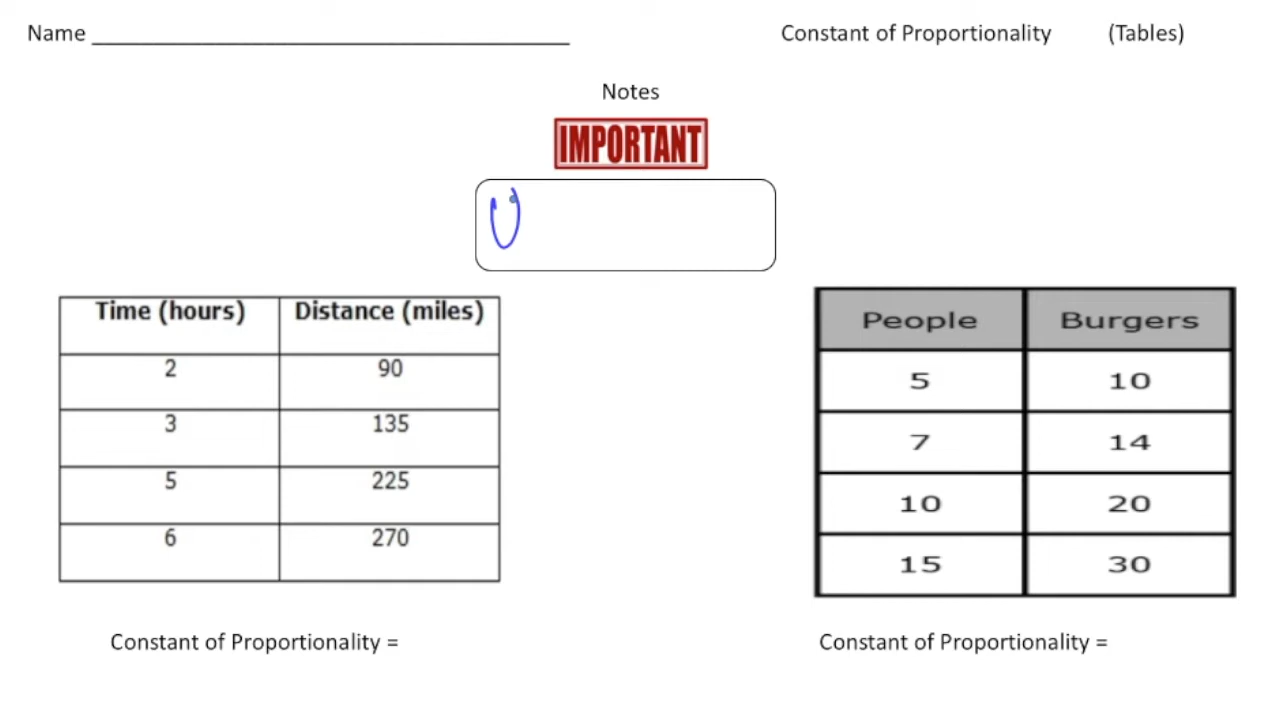 Name ________________________________________ Constant of Proportionality (Tables)
Notes
IMPORTANT
Time (hours) Distance (miles)
2 90
3 135
5 225
6 270
Constant of Proportionality =
People Burgers
5 10
7 14
10 20
15 30
Constant of Proportionality =